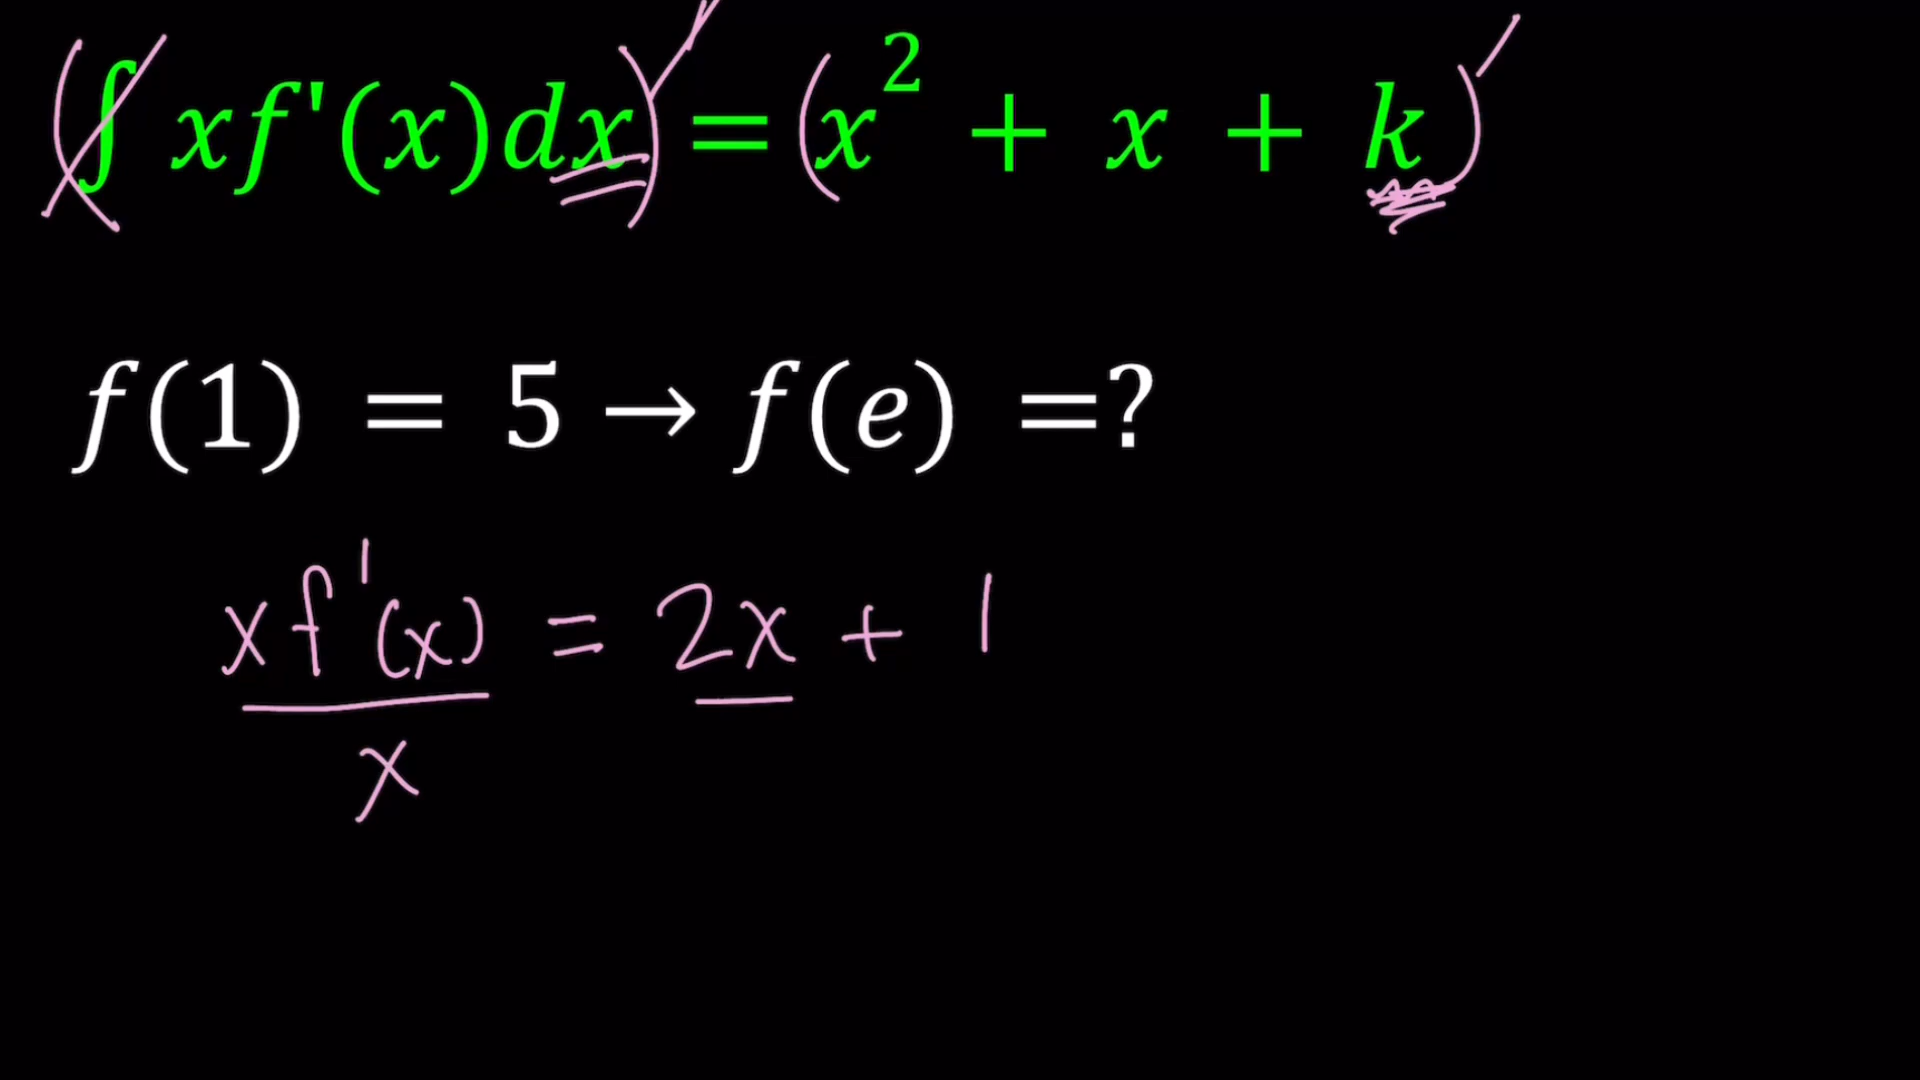 (∫ xf'(x)dx)' = (x² + x + k)'
f(1) = 5 → f(e) =?
xf'(x) = 2x + 1
x